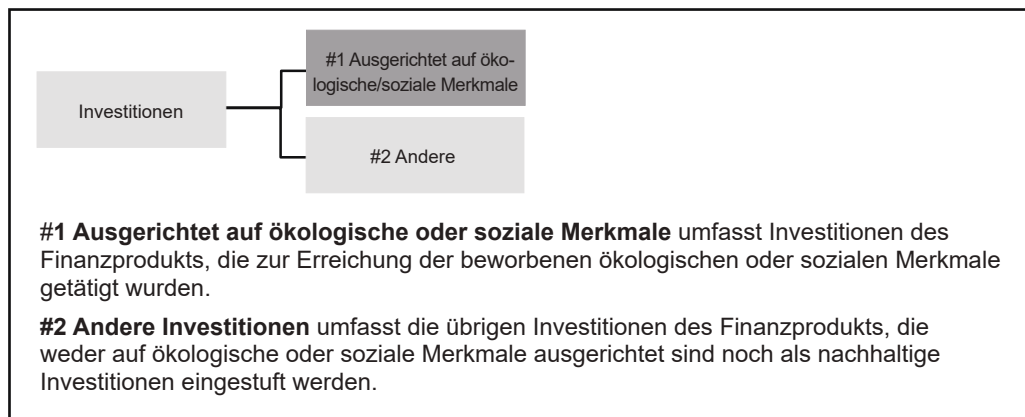 #1 Ausgerichtet auf öko-
logische/soziale Merkmale
Investitionen
#2 Andere
#1 Ausgerichtet auf ökologische oder soziale Merkmale umfasst Investitionen des
Finanzprodukts, die zur Erreichung der beworbenen ökologischen oder sozialen Merkmale
getätigt wurden.
#2 Andere Investitionen umfasst die übrigen Investitionen des Finanzprodukts, die
weder auf ökologische oder soziale Merkmale ausgerichtet sind noch als nachhaltige
Investitionen eingestuft werden.